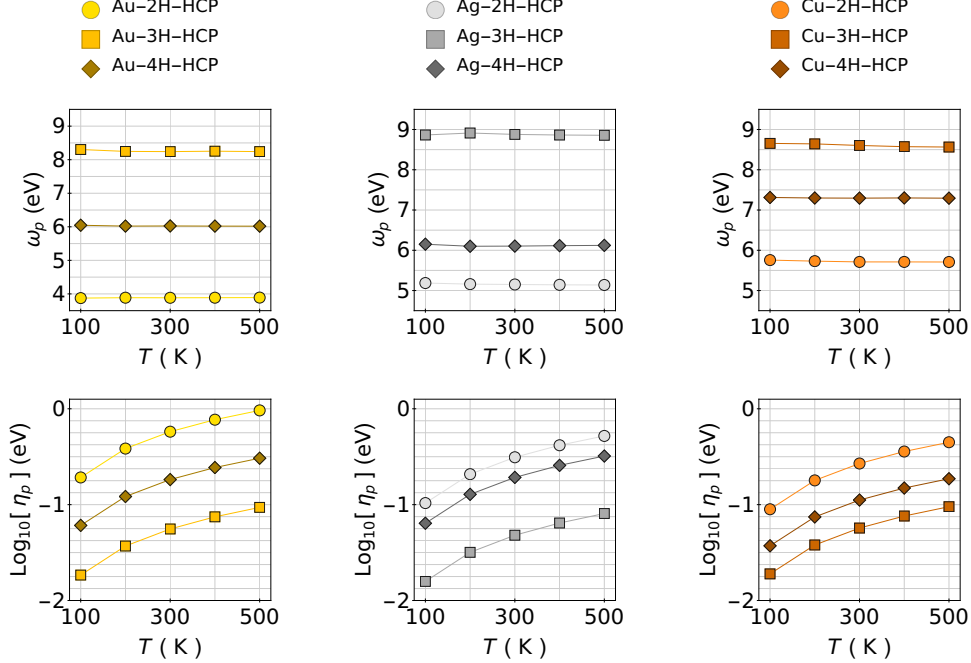 Au–2H–HCP
Au–3H–HCP
Au–4H–HCP
Ag–2H–HCP
Ag–3H–HCP
Ag–4H–HCP
Cu–2H–HCP
Cu–3H–HCP
Cu–4H–HCP
9
8
7
6
5
4
ωp (eV)
100 300 500
T ( K )
9
8
7
6
5
ωp (eV)
100 300 500
T ( K )
9
8
7
6
5
ωp (eV)
100 300 500
T ( K )
0
−1
−2
Log10[ ηp ] (eV)
100 300 500
T ( K )
0
−1
−2
Log10[ ηp ] (eV)
100 300 500
T ( K )
0
−1
−2
Log10[ ηp ] (eV)
100 300 500
T ( K )